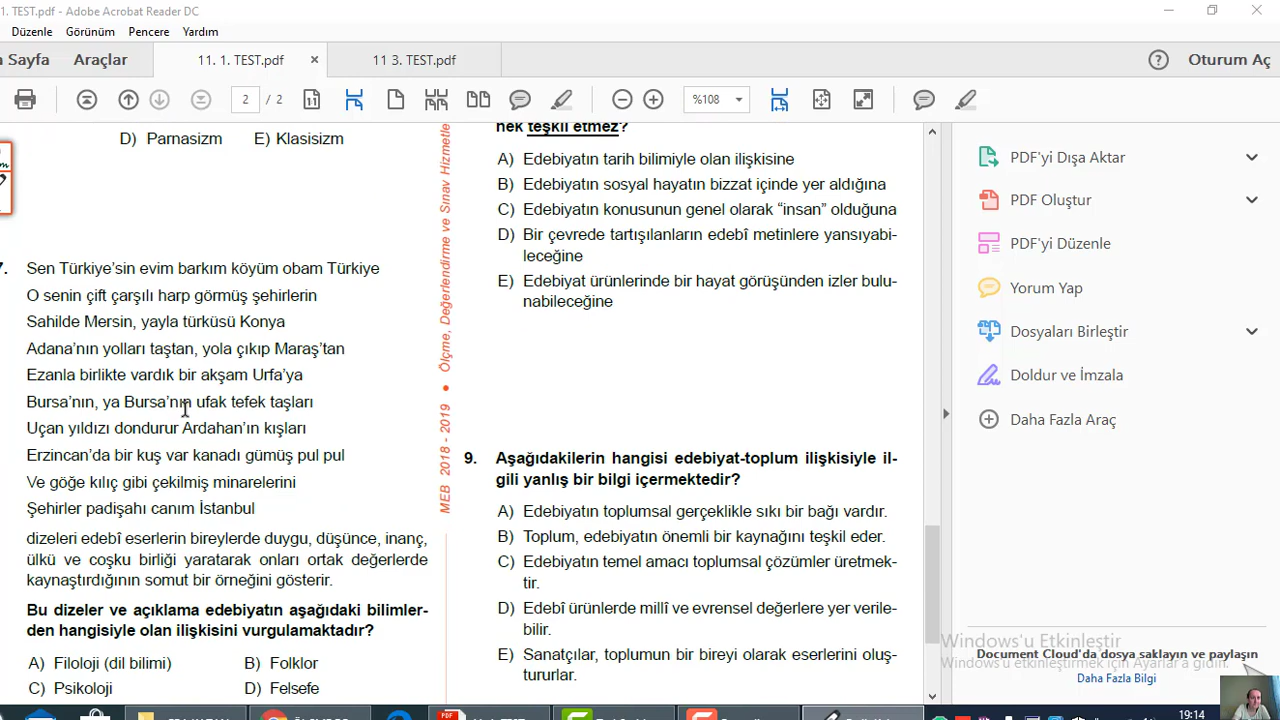 1. TEST.pdf - Adobe Acrobat Reader DC
Düzenle Görünüm Pencere Yardım
Sayfa Araçlar 11. 1. TEST.pdf × 11 3. TEST.pdf Oturum Aç
2 / 2 %108
D) Parnasizm E) Klasisizm
7. Sen Türkiye'sin evim barkım köyüm obam Türkiye
O senin çift çarşılı harp görmüş şehirlerin
Sahilde Mersin, yayla türküsü Konya
Adana'nın yolları taştan, yola çıkıp Maraş'tan
Ezanla birlikte vardık bir akşam Urfa'ya
Bursa'nın, ya Bursa'nın ufak tefek taşları
Uçan yıldızı dondurur Ardahan'ın kışları
Erzincan'da bir kuş var kanadı gümüş pul pul
Ve göğe kılıç gibi çekilmiş minarelerini
Şehirler padişahı canım İstanbul
dizeleri edebî eserlerin bireylerde duygu, düşünce, inanç,
ülkü ve coşku birliği yaratarak onları ortak değerlerde
kaynaştırdığının somut bir örneğini gösterir.
Bu dizeler ve açıklama edebiyatın aşağıdaki bilimler-
den hangisiyle olan ilişkisini vurgulamaktadır?
A) Filoloji (dil bilimi) B) Folklor
C) Psikoloji D) Felsefe
MEB 2018 - 2019 ● Ölçme, Değerlendirme ve Sınav Hizmetle
nek teşkil etmez?
A) Edebiyatın tarih bilimiyle olan ilişkisine
B) Edebiyatın sosyal hayatın bizzat içinde yer aldığına
C) Edebiyatın konusunun genel olarak “insan” olduğuna
D) Bir çevrede tartışılanların edebî metinlere yansıyabi-
leceğine
E) Edebiyat ürünlerinde bir hayat görüşünden izler bulu-
nabileceğine
9. Aşağıdakilerin hangisi edebiyat-toplum ilişkisiyle il-
gili yanlış bir bilgi içermektedir?
A) Edebiyatın toplumsal gerçeklikle sıkı bir bağı vardır.
B) Toplum, edebiyatın önemli bir kaynağını teşkil eder.
C) Edebiyatın temel amacı toplumsal çözümler üretmek-
tir.
D) Edebî ürünlerde millî ve evrensel değerlere yer verile-
bilir.
E) Sanatçılar, toplumun bir bireyi olarak eserlerini oluş-
tururlar.
PDF'yi Dışa Aktar
PDF Oluştur
PDF'yi Düzenle
Yorum Yap
Dosyaları Birleştir
Doldur ve İmzala
Daha Fazla Araç
Windows'u Etkinleştir
Document Cloud'da dosya saklayın ve paylaşın
Windows'u etkinleştirmek için Ayarlar'a gidin.
Daha Fazla Bilgi
19:14